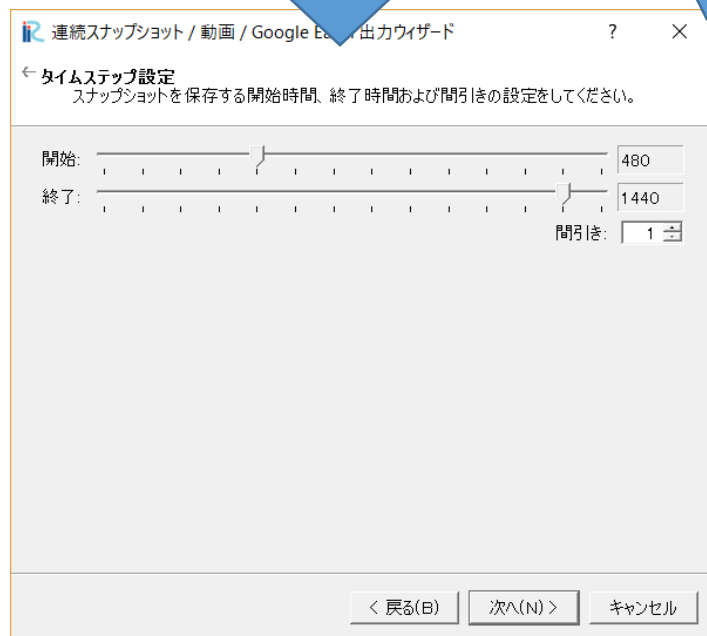 iRC 連続スナップショット / 動画 / Google Ea 出力ウィザード ? ×
← タイムステップ設定
スナップショットを保存する開始時間、終了時間および間引きの設定をしてください。
開始: 480
終了: 1440
間引き: 1
< 戻る(B) 次へ(N) > キャンセル